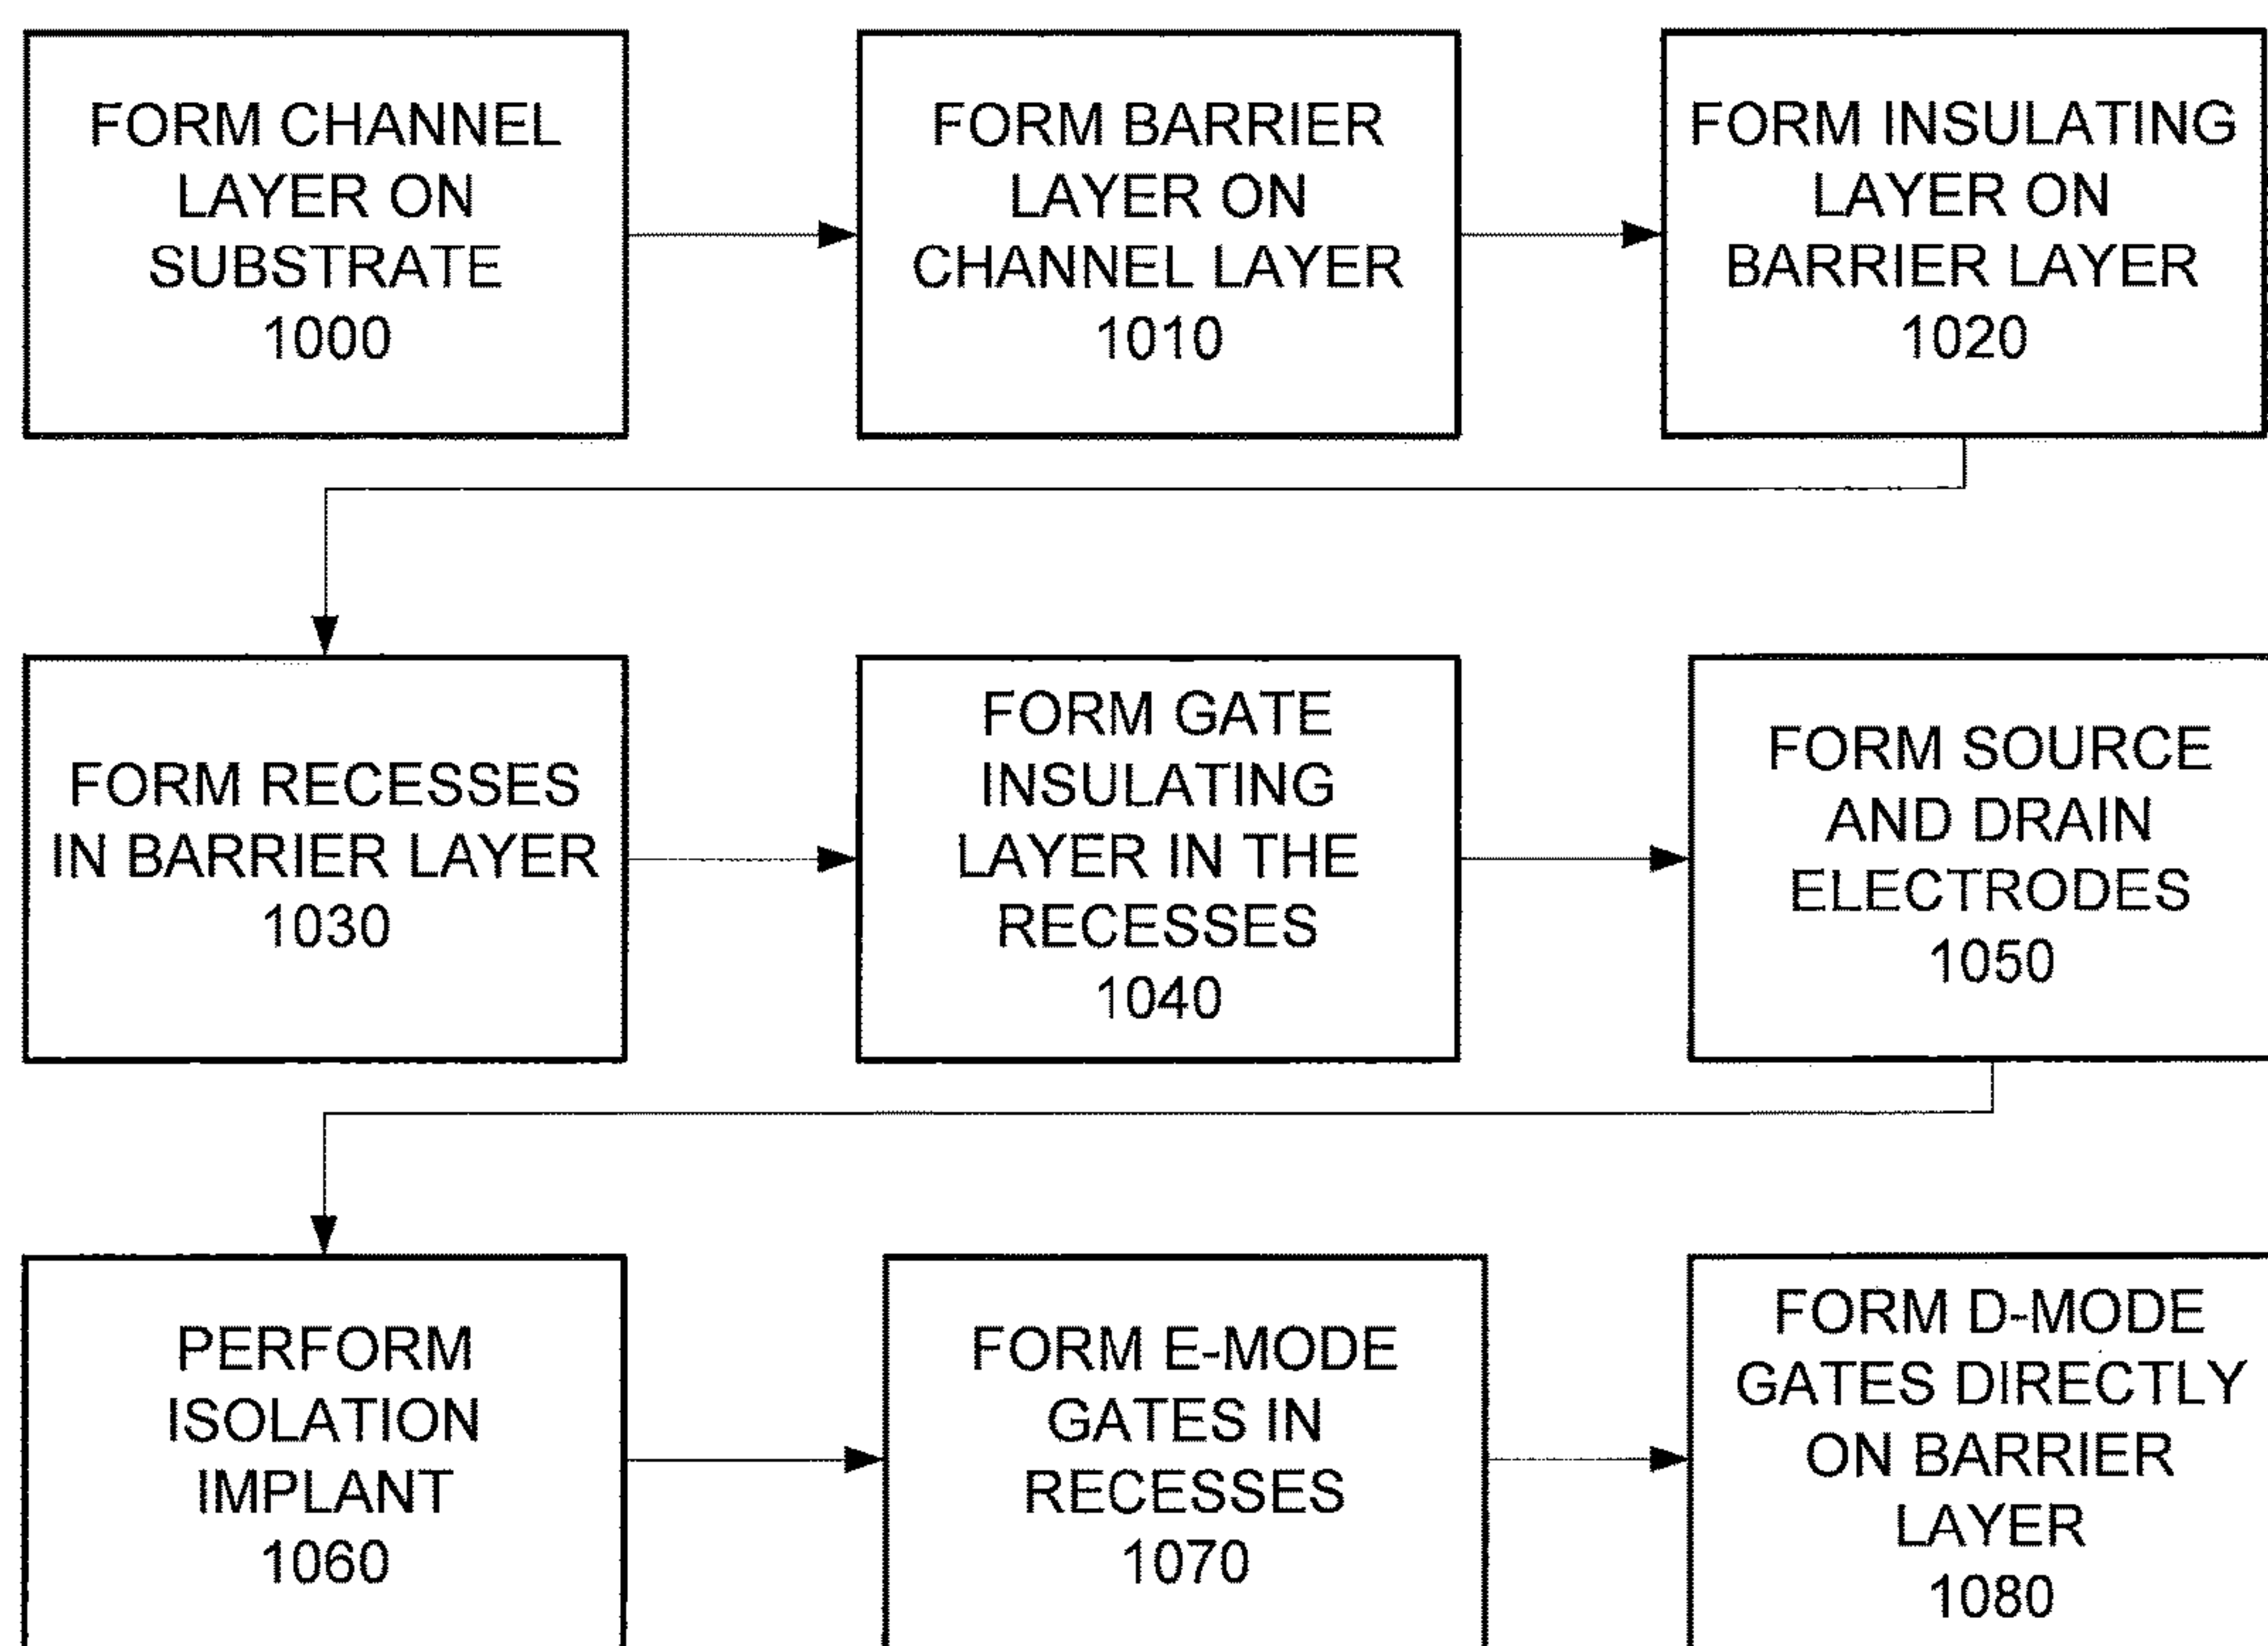 FORM CHANNEL
LAYER ON
SUBSTRATE
1000
FORM BARRIER
LAYER ON
CHANNEL LAYER
1010
FORM INSULATING
LAYER ON
BARRIER LAYER
1020
FORM RECESSES
IN BARRIER LAYER
1030
FORM GATE
INSULATING
LAYER IN THE
RECESSES
1040
FORM SOURCE
AND DRAIN
ELECTRODES
1050
PERFORM
ISOLATION
IMPLANT
1060
FORM E-MODE
GATES IN
RECESSES
1070
FORM D-MODE
GATES DIRECTLY
ON BARRIER
LAYER
1080